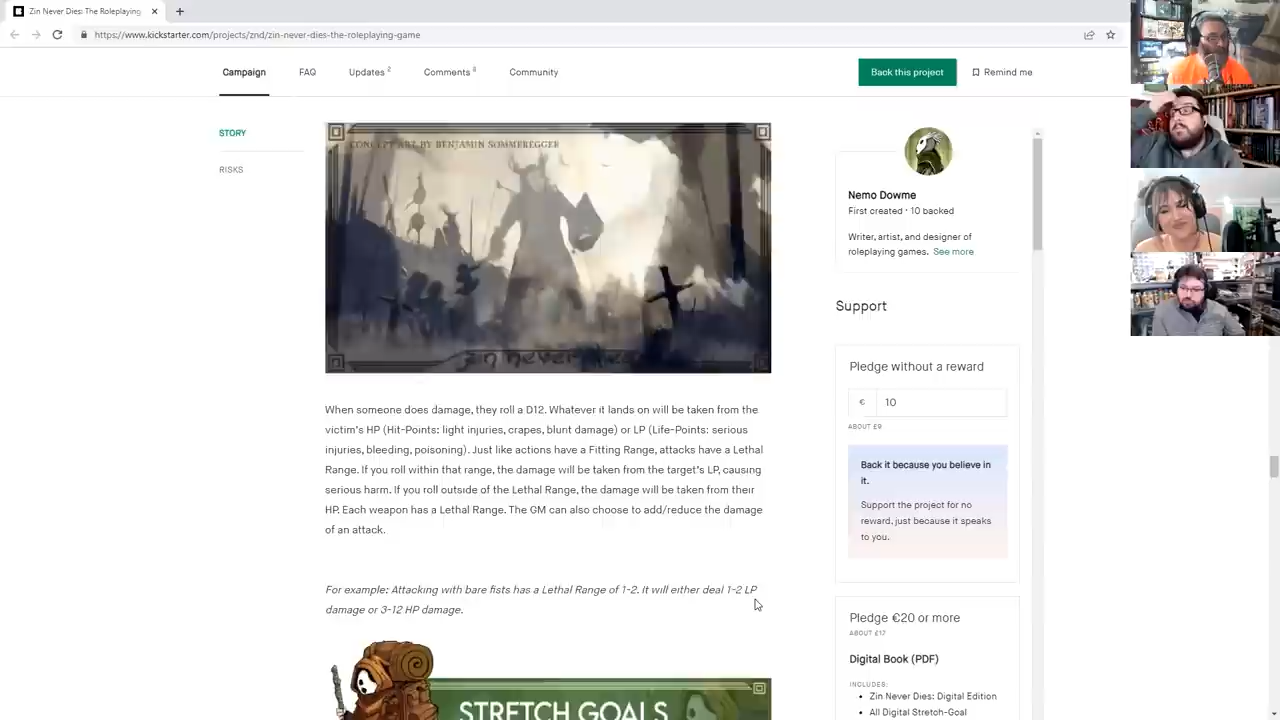 Zin Never Dies: The Roleplaying
https://www.kickstarter.com/projects/znd/zin-never-dies-the-roleplaying-game
Campaign FAQ Updates 2 Comments 8 Community Back this project Remind me
STORY
RISKS
CONCEPT ART BY BENJAMIN SOMMEREGGER
Nemo Dowme
First created · 10 backed
Writer, artist, and designer of
roleplaying games. See more
Support
Pledge without a reward
€ 10
ABOUT £9
Back it because you believe in
it.
Support the project for no
reward, just because it speaks
to you.
When someone does damage, they roll a D12. Whatever it lands on will be taken from the
victim's HP (Hit-Points: light injuries, crapes, blunt damage) or LP (Life-Points: serious
injuries, bleeding, poisoning). Just like actions have a Fitting Range, attacks have a Lethal
Range. If you roll within that range, the damage will be taken from the target's LP, causing
serious harm. If you roll outside of the Lethal Range, the damage will be taken from their
HP. Each weapon has a Lethal Range. The GM can also choose to add/reduce the damage
of an attack.
For example: Attacking with bare fists has a Lethal Range of 1-2. It will either deal 1-2 LP
damage or 3-12 HP damage.
Pledge €20 or more
ABOUT £17
Digital Book (PDF)
INCLUDES:
Zin Never Dies: Digital Edition
All Digital Stretch-Goal
STRETCH GOALS